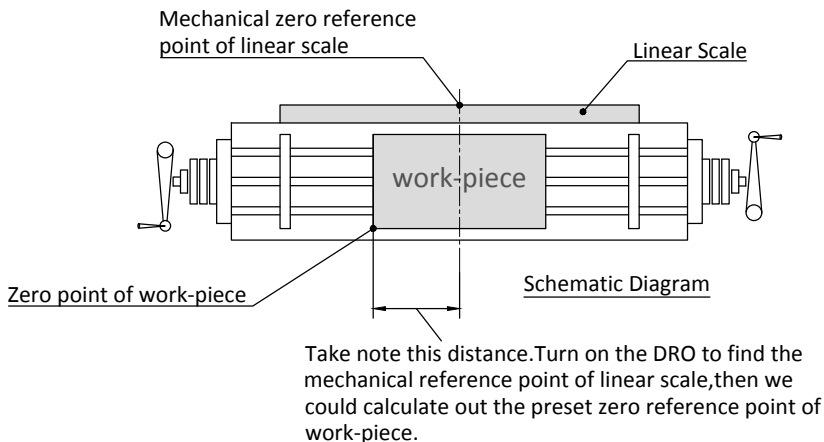 Mechanical zero reference
point of linear scale
Linear Scale
work-piece
Zero point of work-piece
Schematic Diagram
Take note this distance.Turn on the DRO to find the
mechanical reference point of linear scale,then we
could calculate out the preset zero reference point of
work-piece.